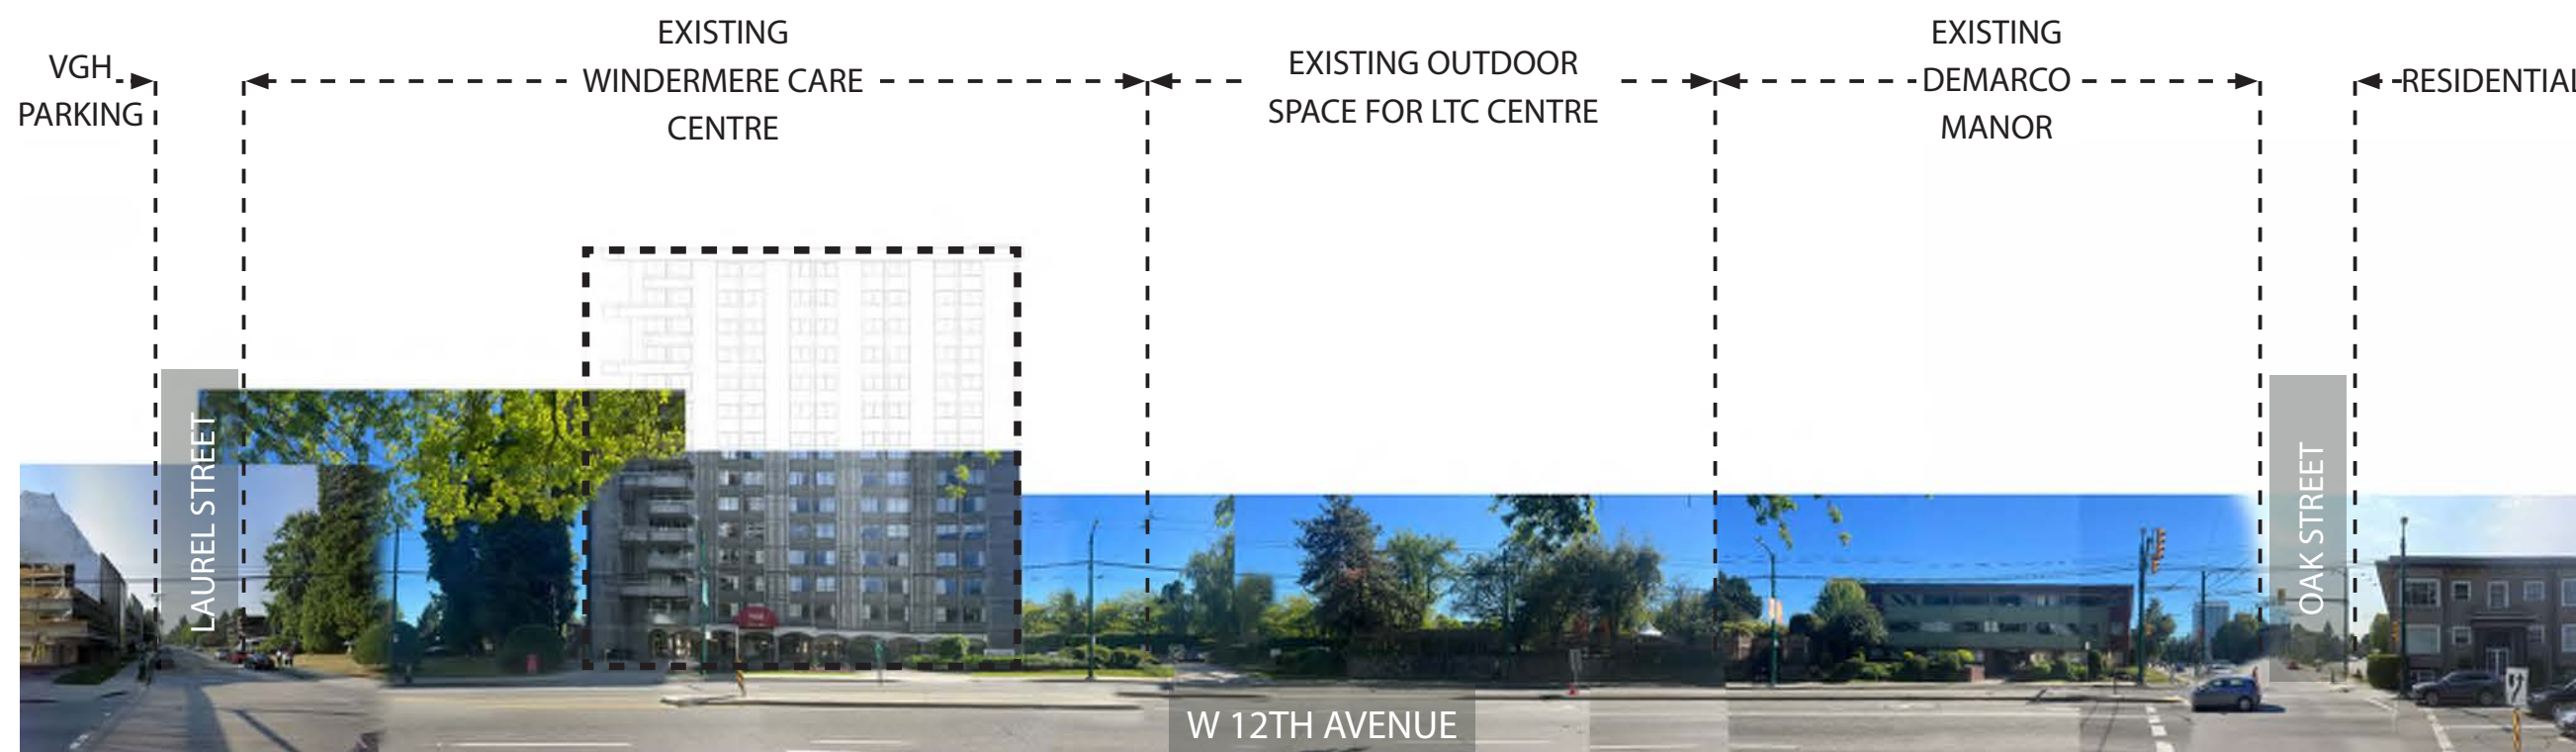 VGH
PARKING
EXISTING
WINDERMERE CARE
CENTRE
EXISTING OUTDOOR
SPACE FOR LTC CENTRE
EXISTING
DEMARCO
MANOR
RESIDENTIAL
LAUREL STREET
OAK STREET
W 12TH AVENUE